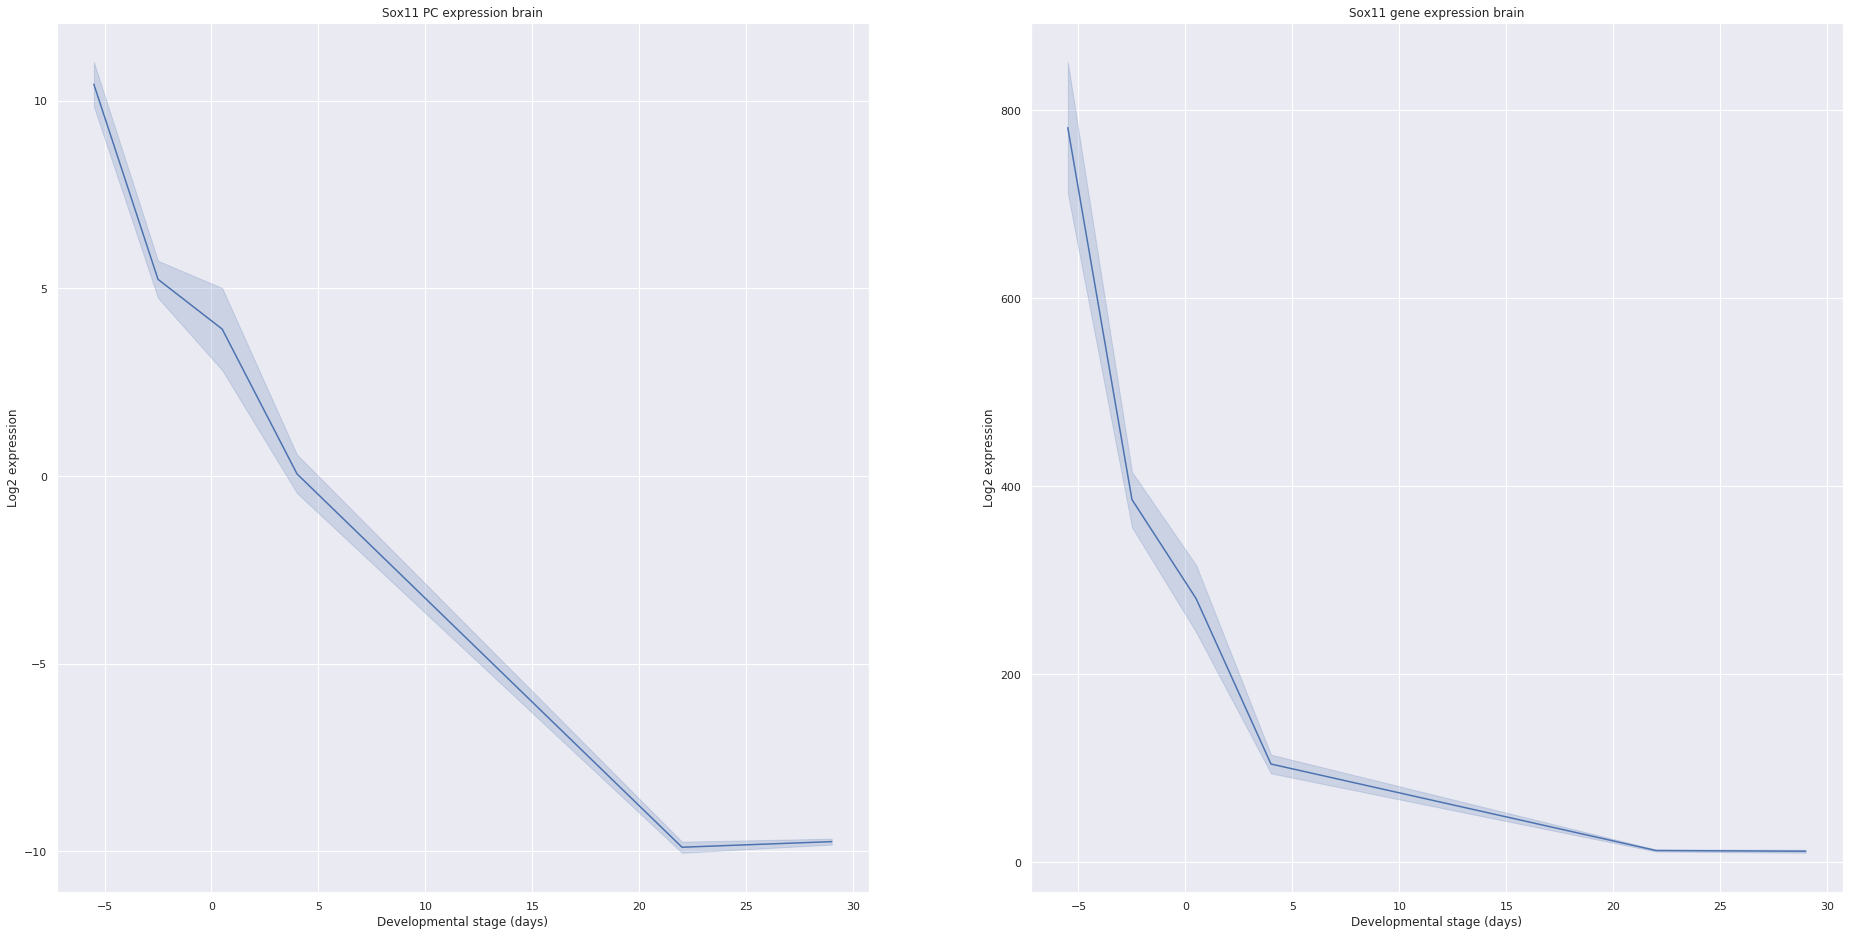 Sox11 PC expression brain
Log2 expression
10
5
0
−5
−10
−5 0 5 10 15 20 25 30
Developmental stage (days)
Sox11 gene expression brain
Log2 expression
800
600
400
200
0
−5 0 5 10 15 20 25 30
Developmental stage (days)